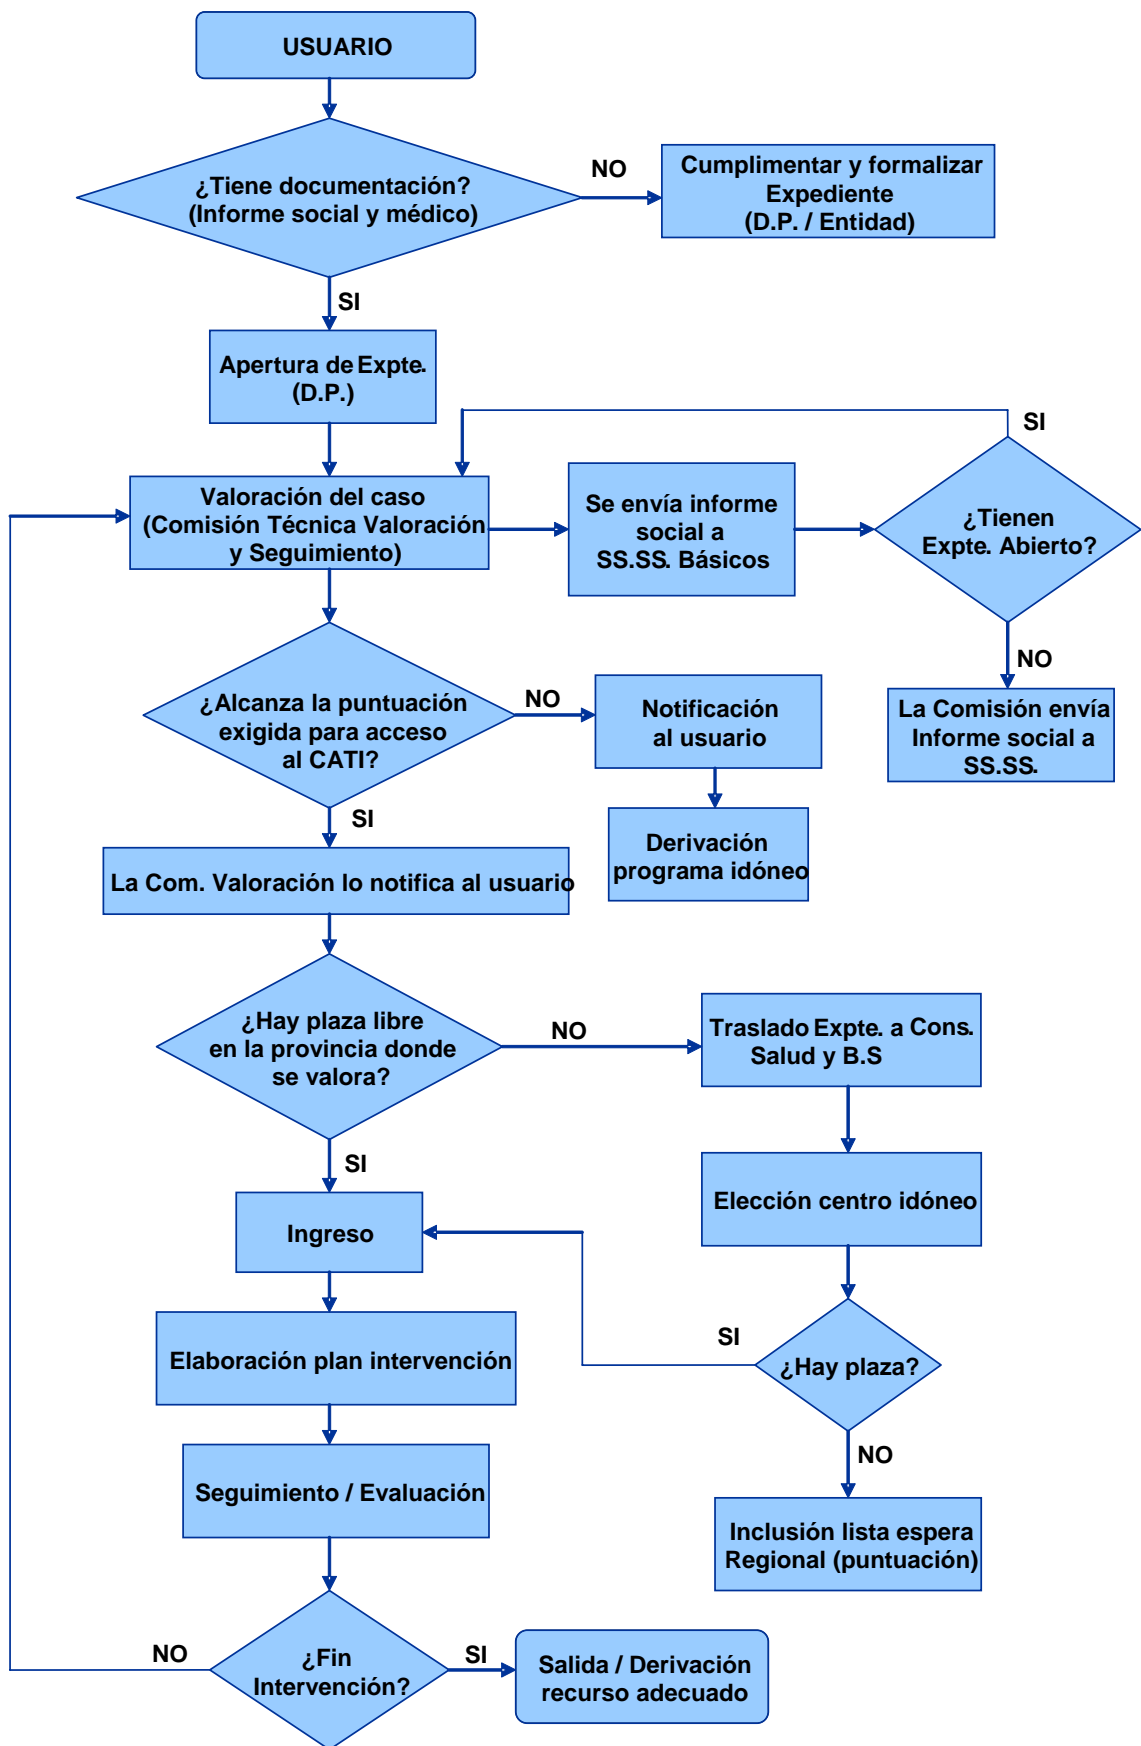 USUARIO
¿Tiene documentación?
(Informe social y médico)
NO
Cumplimentar y formalizar
Expediente
(D.P. / Entidad)
SI
Apertura de Expte.
(D.P.)
SI
Valoración del caso
(Comisión Técnica Valoración
y Seguimiento)
Se envía informe
social a
SS.SS. Básicos
¿Tienen
Expte. Abierto?
NO
La Comisión envía
Informe social a
SS.SS.
¿Alcanza la puntuación
exigida para acceso
al CATI?
NO
Notificación
al usuario
Derivación
programa idóneo
SI
La Com. Valoración lo notifica al usuario
¿Hay plaza libre
en la provincia donde
se valora?
NO
Traslado Expte. a Cons.
Salud y B.S
SI
Elección centro idóneo
Ingreso
SI
¿Hay plaza?
Elaboración plan intervención
NO
Seguimiento / Evaluación
Inclusión lista espera
Regional (puntuación)
NO
¿Fin
Intervención?
SI
Salida / Derivación
recurso adecuado